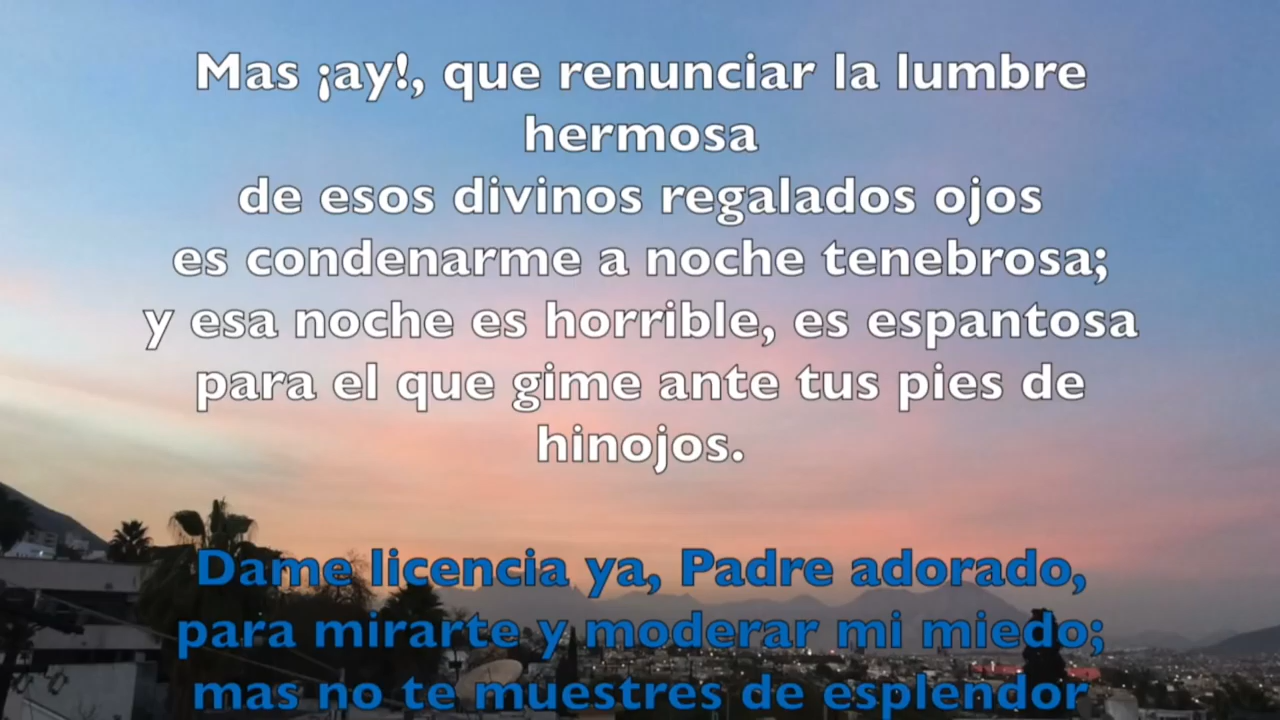 Mas ¡ay!, que renunciar la lumbre
hermosa
de esos divinos regalados ojos
es condenarme a noche tenebrosa;
y esa noche es horrible, es espantosa
para el que gime ante tus pies de
hinojos.
Dame licencia ya, Padre adorado,
para mirarte y moderar mi miedo;
mas no te muestres de esplendor